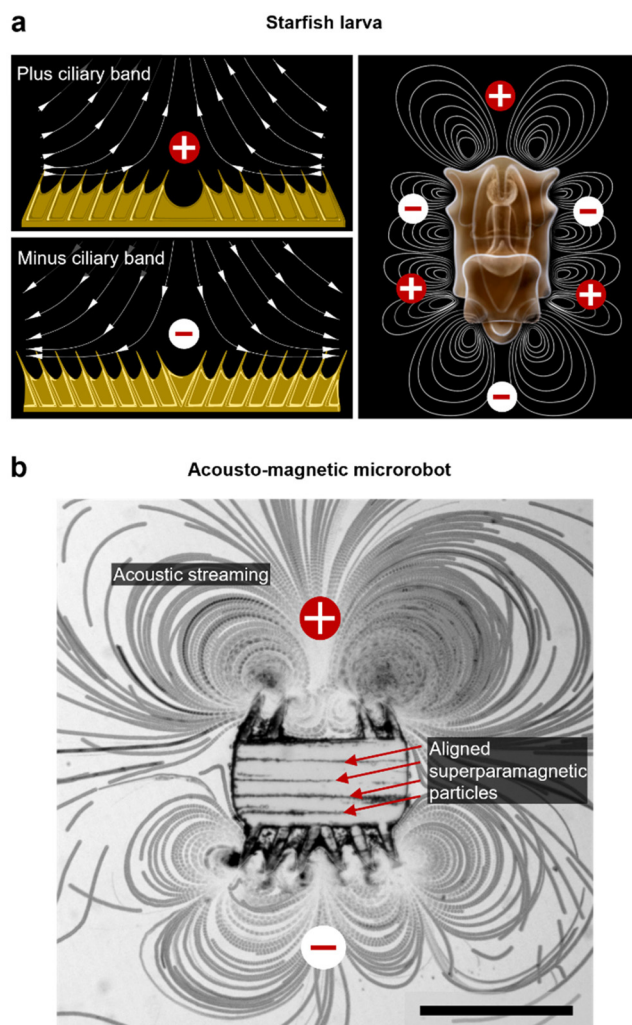 a
Starfish larva
Plus ciliary band
+
Minus ciliary band
−
+
−
−
+
+
−
b
Acousto-magnetic microrobot
Acoustic streaming
+
Aligned
superparamagnetic
particles
−